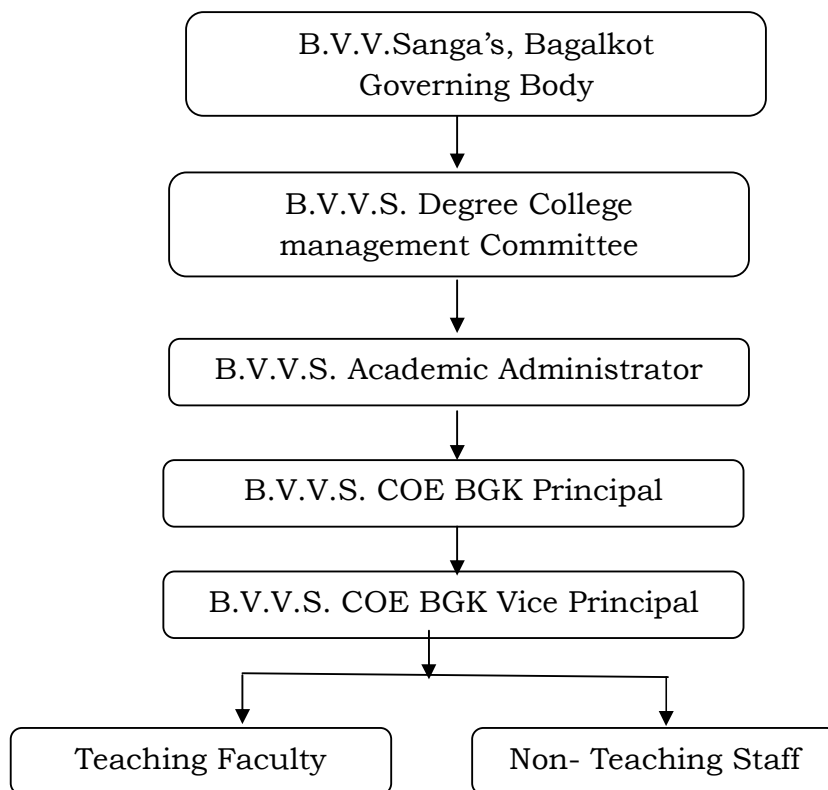 B.V.V.Sanga’s, Bagalkot
Governing Body
B.V.V.S. Degree College
management Committee
B.V.V.S. Academic Administrator
B.V.V.S. COE BGK Principal
B.V.V.S. COE BGK Vice Principal
Teaching Faculty
Non- Teaching Staff